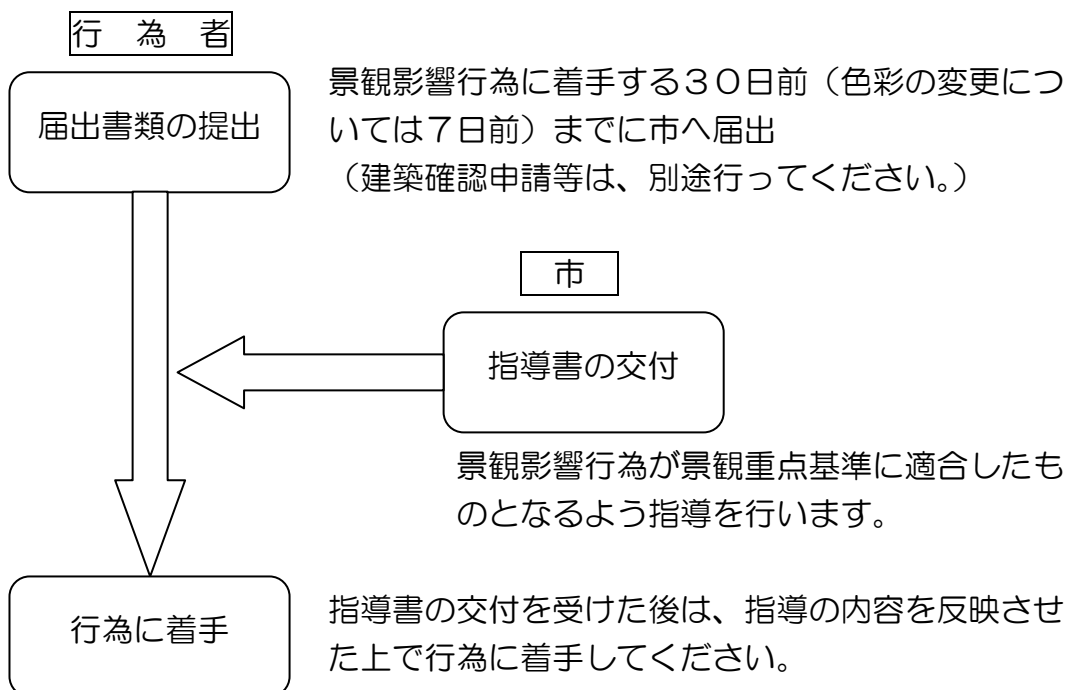 行　為　者
届出書類の提出
景観影響行為に着手する３０日前（色彩の変更につ
いては７日前）までに市へ届出
（建築確認申請等は、別途行ってください。）
市
指導書の交付
景観影響行為が景観重点基準に適合したも
のとなるよう指導を行います。
行為に着手
指導書の交付を受けた後は、指導の内容を反映させ
た上で行為に着手してください。